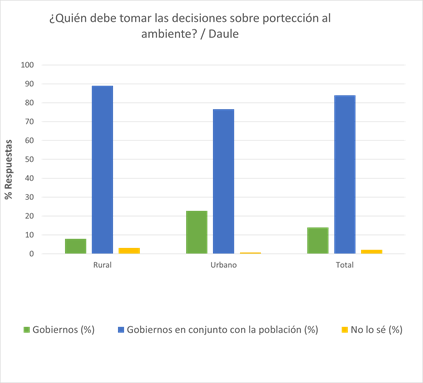 ¿Quién debe tomar las decisiones sobre portección al
ambiente? / Daule
% Respuestas
100
90
80
70
60
50
40
30
20
10
0
Rural Urbano Total
Gobiernos (%) Gobiernos en conjunto con la población (%) No lo sé (%)